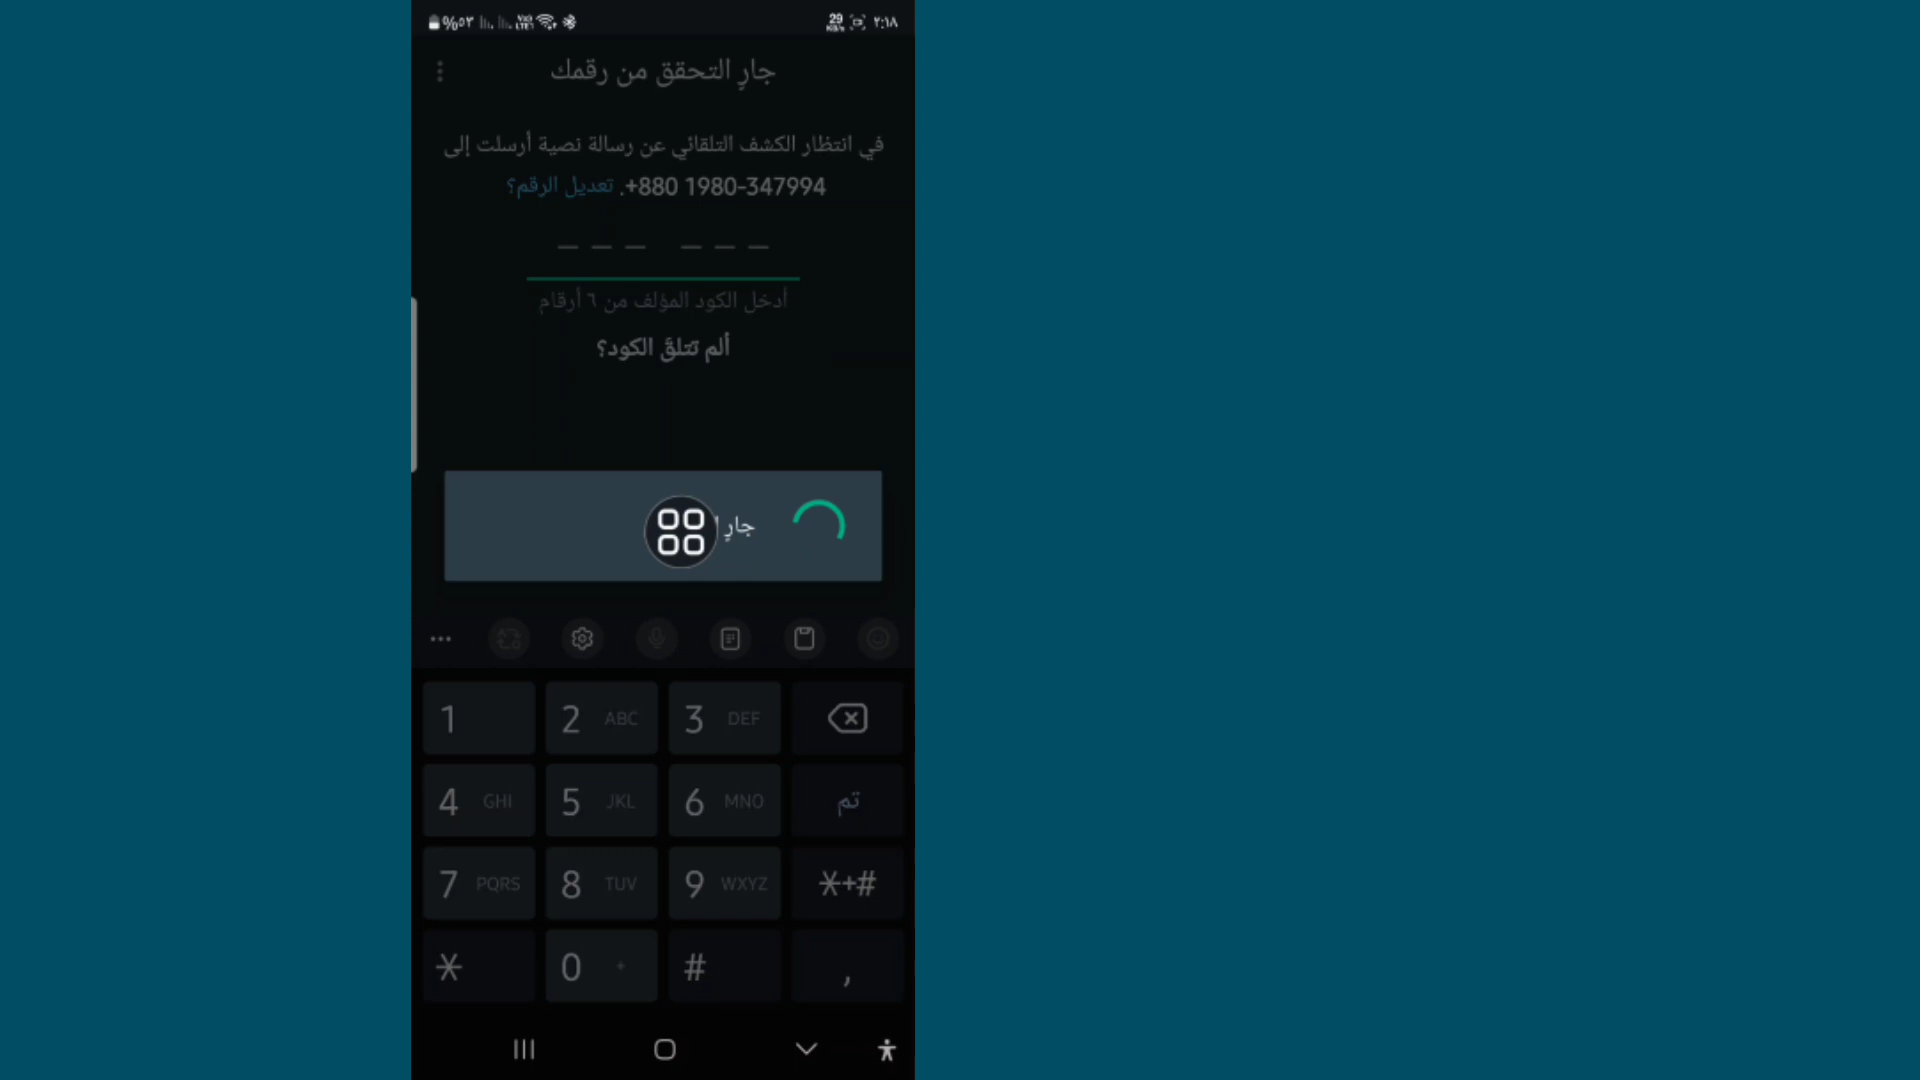 %٥٣ 29 KB/s ٢:١٨
جارٍ التحقق من رقمك
في انتظار الكشف التلقائي عن رسالة نصية أرسلت إلى
+880 1980-347994. تعديل الرقم؟
_ _ _ _ _ _
أدخل الكود المؤلف من ٦ أرقام
ألم تتلقَّ الكود؟
جارٍ
1 2 ABC 3 DEF
4 GHI 5 JKL 6 MNO تم
7 PQRS 8 TUV 9 WXYZ *+#
* 0 + # ,